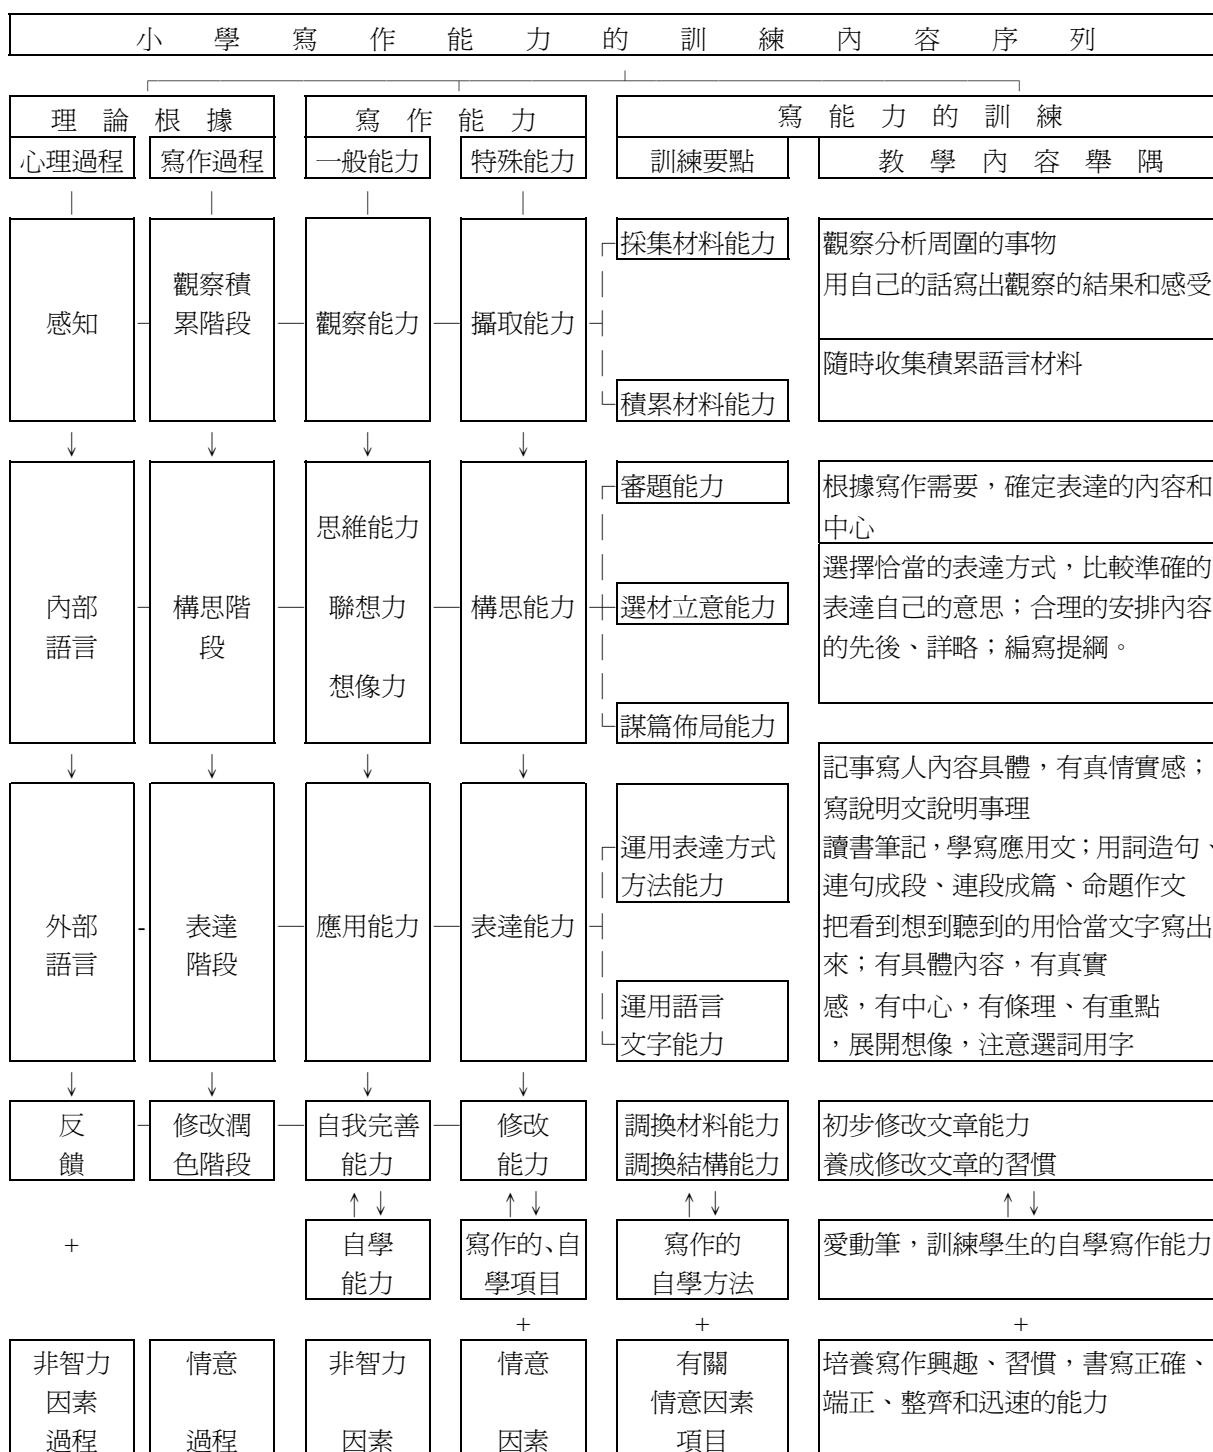 小學寫作能力的訓練內容序列
理論根據
寫作能力
寫能力的訓練
心理過程
寫作過程
一般能力
特殊能力
訓練要點
教學內容舉隅
感知
觀察積
累階段
觀察能力
攝取能力
採集材料能力
積累材料能力
觀察分析周圍的事物
用自己的話寫出觀察的結果和感受
隨時收集積累語言材料
↓ ↓ ↓ ↓
內部
語言
構思階
段
思維能力
聯想力
想像力
構思能力
審題能力
選材立意能力
謀篇佈局能力
根據寫作需要，確定表達的內容和
中心
選擇恰當的表達方式，比較準確的
表達自己的意思；合理的安排內容
的先後、詳略；編寫提綱。
↓ ↓ ↓ ↓
外部
語言
-
表達
階段
應用能力
表達能力
運用表達方式
方法能力
運用語言
文字能力
記事寫人內容具體，有真情實感；
寫說明文說明事理
讀書筆記，學寫應用文；用詞造句、
連句成段、連段成篇、命題作文
把看到想到聽到的用恰當文字寫出
來；有具體內容，有真實
感，有中心，有條理、有重點
，展開想像，注意選詞用字
↓ ↓ ↓ ↓
反
饋
修改潤
色階段
自我完善
能力
修改
能力
調換材料能力
調換結構能力
初步修改文章能力
養成修改文章的習慣
↑↓ ↑↓ ↑↓ ↑↓
+
自學
能力
寫作的、自
學項目
寫作的
自學方法
愛動筆，訓練學生的自學寫作能力
+ + +
非智力
因素
過程
情意
過程
非智力
因素
情意
因素
有關
情意因素
項目
培養寫作興趣、習慣，書寫正確、
端正、整齊和迅速的能力